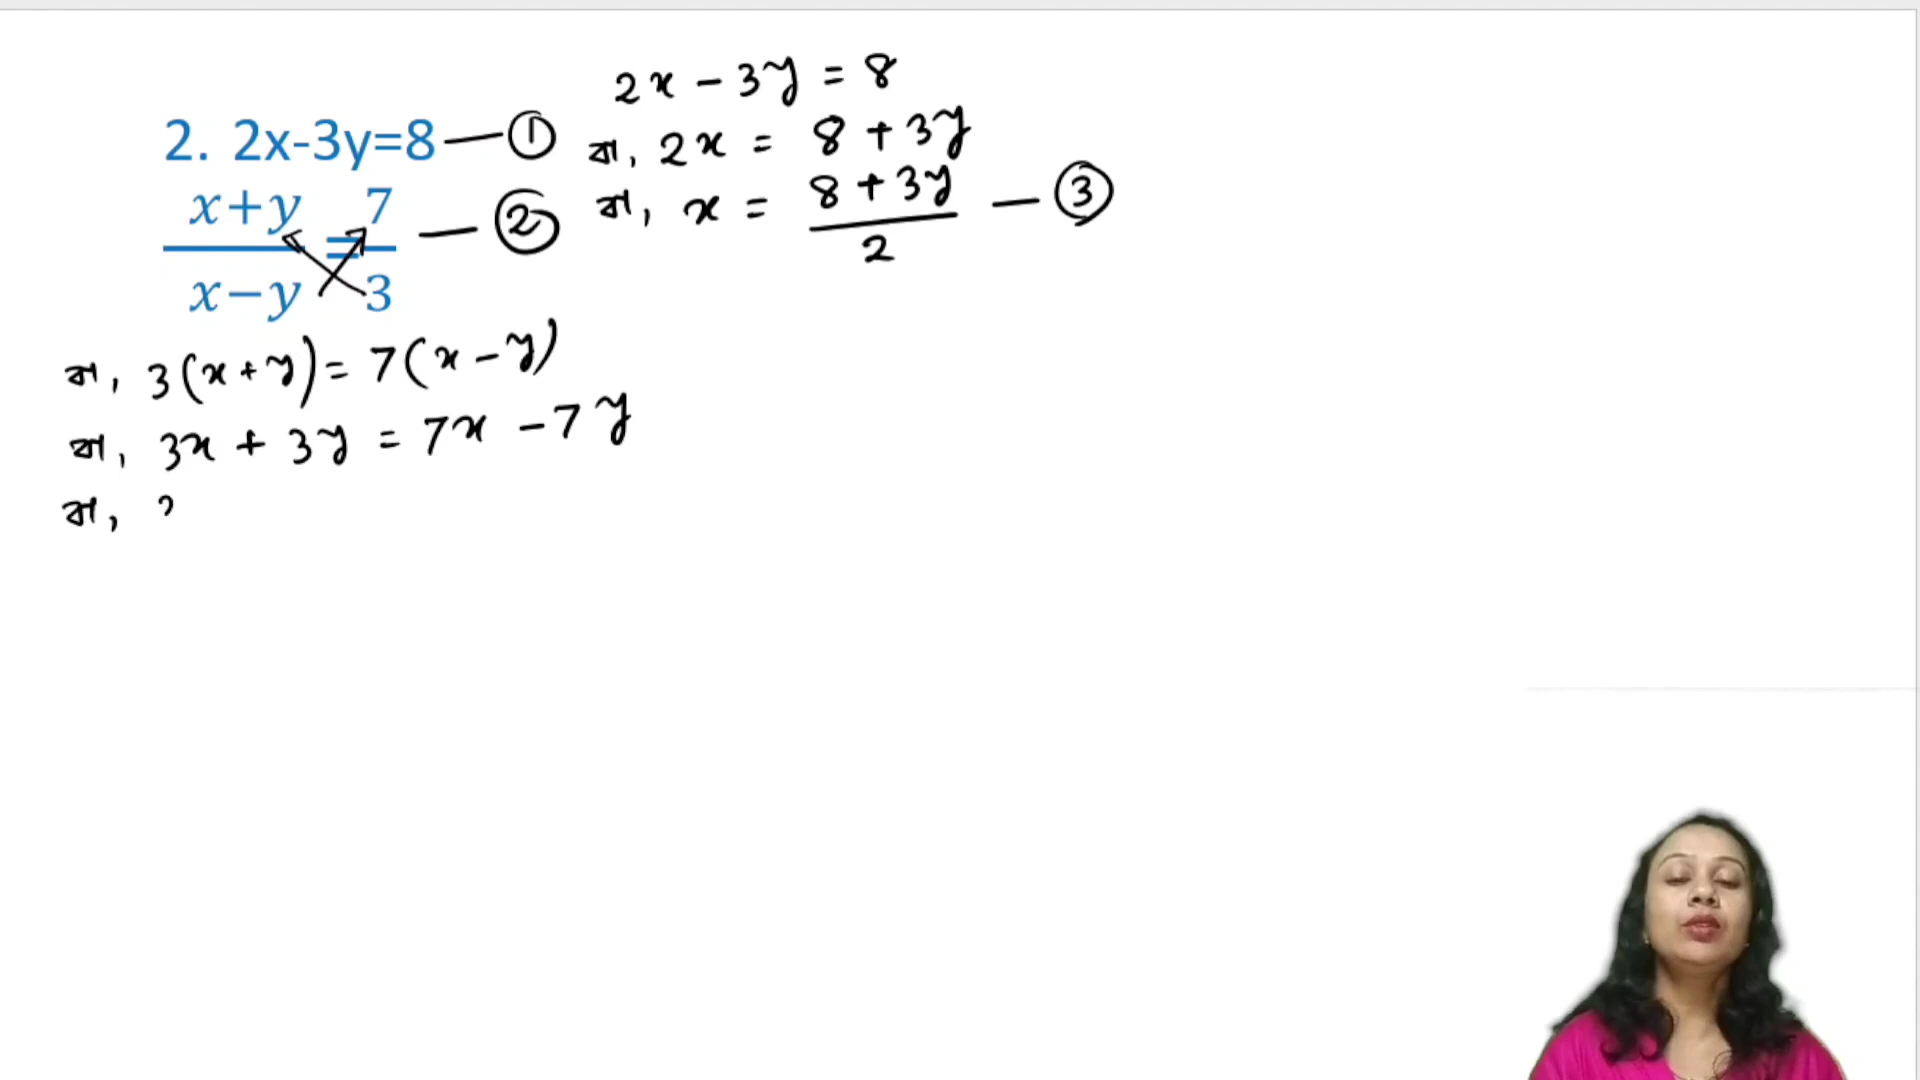 2. 2x-3y=8 — ①
x+y / x−y = 7 / 3 — ②
বা, 3(x+y) = 7(x-y)
বা, 3x + 3y = 7x - 7y
বা,
2x - 3y = 8
বা, 2x = 8 + 3y
বা, x = 8 + 3y / 2 — ③